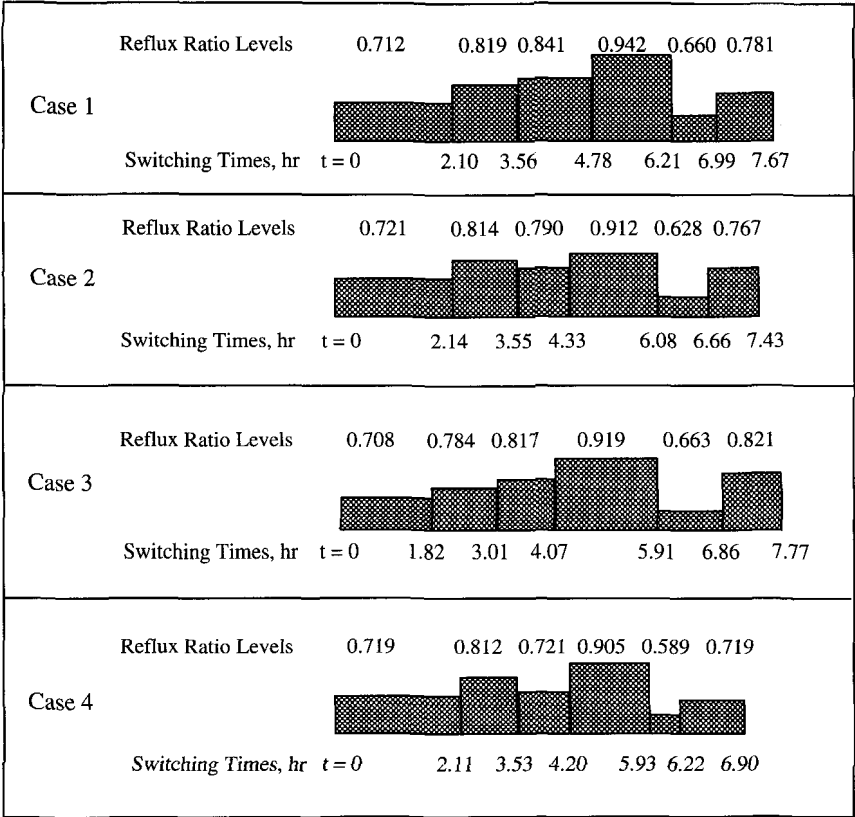 Reflux Ratio Levels 0.712 0.819 0.841 0.942 0.660 0.781
Case 1
Switching Times, hr t = 0 2.10 3.56 4.78 6.21 6.99 7.67
Reflux Ratio Levels 0.721 0.814 0.790 0.912 0.628 0.767
Case 2
Switching Times, hr t = 0 2.14 3.55 4.33 6.08 6.66 7.43
Reflux Ratio Levels 0.708 0.784 0.817 0.919 0.663 0.821
Case 3
Switching Times, hr t = 0 1.82 3.01 4.07 5.91 6.86 7.77
Reflux Ratio Levels 0.719 0.812 0.721 0.905 0.589 0.719
Case 4
Switching Times, hr t = 0 2.11 3.53 4.20 5.93 6.22 6.90